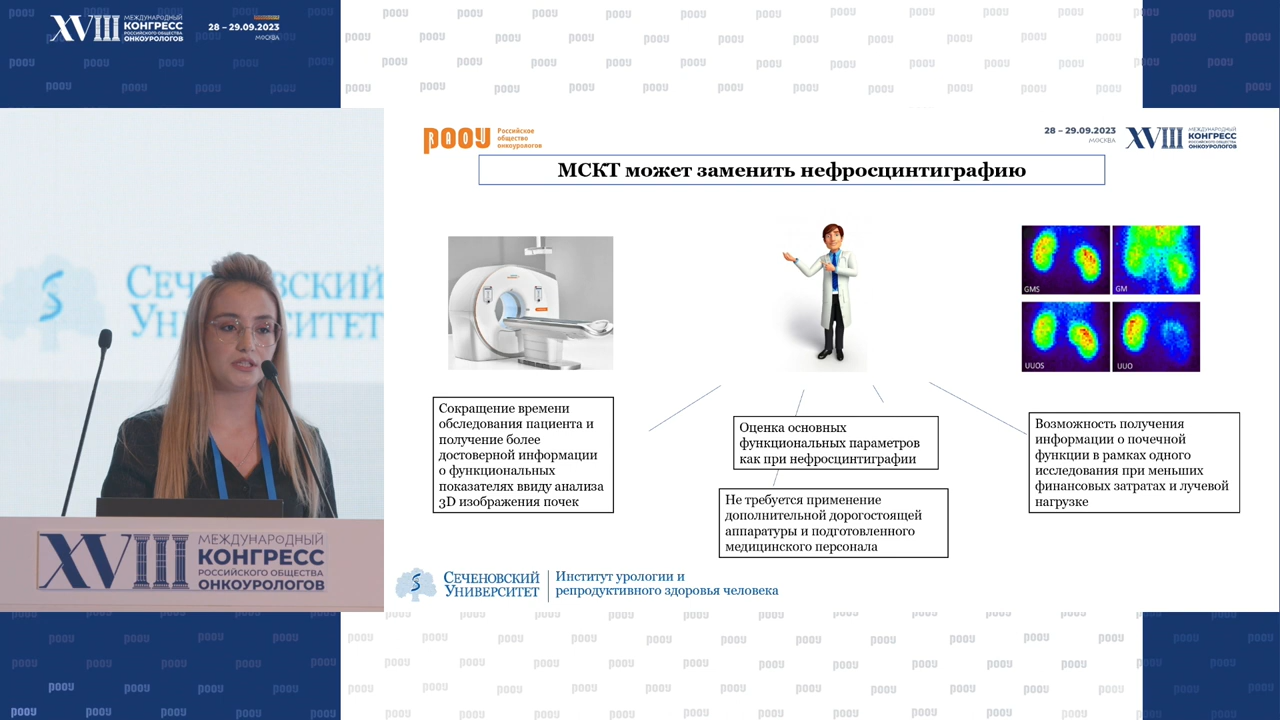 XVIII МЕЖДУНАРОДНЫЙ
КОНГРЕСС
РОССИЙСКОГО ОБЩЕСТВА
ОНКОУРОЛОГОВ
28 – 29.09.2023
МОСКВА
РООУ
Российское
общество
онкоурологов
28 – 29.09.2023
МОСКВА
XVIII МЕЖДУНАРОДНЫЙ
КОНГРЕСС
РОССИЙСКОГО ОБЩЕСТВА
ОНКОУРОЛОГОВ
МСКТ может заменить нефросцинтиграфию
GMS
GM
UUOS
UUO
Сокращение времени
обследования пациента и
получение более
достоверной информации
о функциональных
показателях ввиду анализа
3D изображения почек
Оценка основных
функциональных параметров
как при нефросцинтиграфии
Не требуется применение
дополнительной дорогостоящей
аппаратуры и подготовленного
медицинского персонала
Возможность получения
информации о почечной
функции в рамках одного
исследования при меньших
финансовых затратах и лучевой
нагрузке
Сеченовский
Университет
Институт урологии и
репродуктивного здоровья человека
Сеченовский
Университет
XVIII МЕЖДУНАРОДНЫЙ
КОНГРЕСС
РОССИЙСКОГО ОБЩЕСТВА
ОНКОУРОЛОГОВ